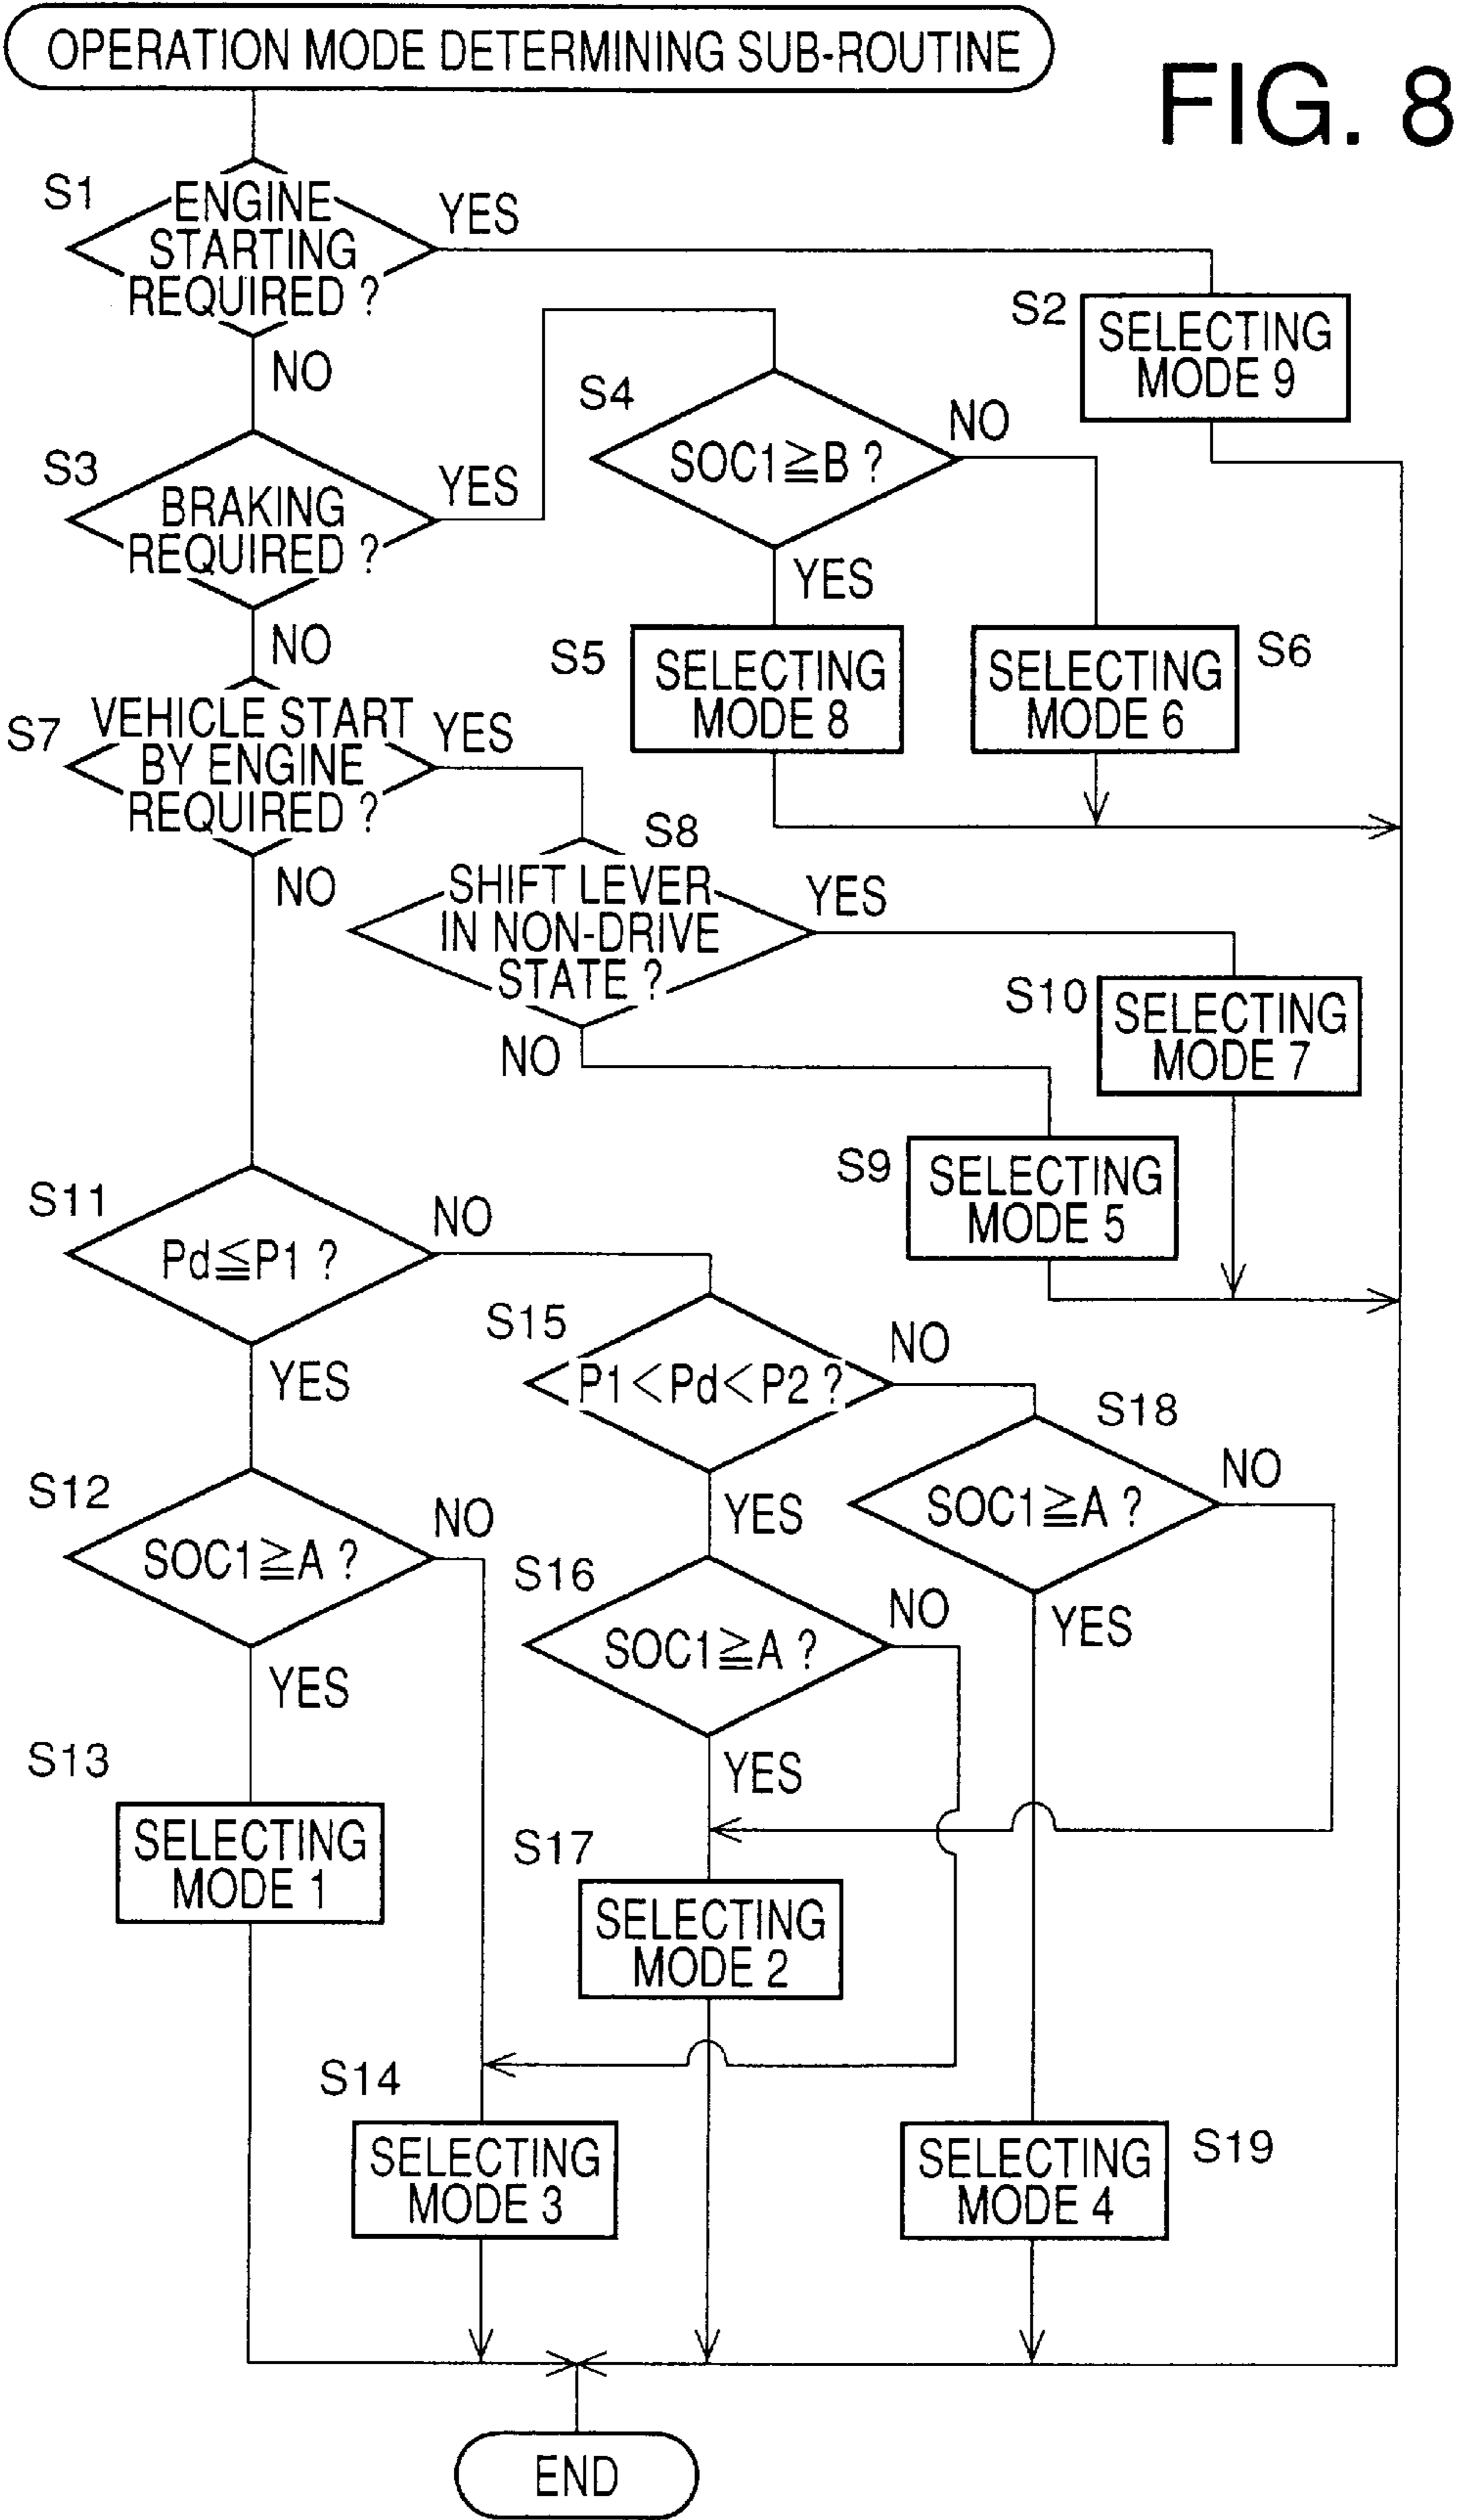 OPERATION MODE DETERMINING SUB-ROUTINE
FIG. 8
S1
ENGINE
STARTING
REQUIRED ?
YES
NO
S2
SELECTING
MODE 9
S3
BRAKING
REQUIRED ?
YES
NO
S4
SOC1≧B ?
NO
YES
S5
SELECTING
MODE 8
SELECTING
MODE 6
S6
S7
VEHICLE START
BY ENGINE
REQUIRED ?
YES
NO
S8
SHIFT LEVER
IN NON-DRIVE
STATE ?
YES
NO
S10
SELECTING
MODE 7
S9
SELECTING
MODE 5
S11
Pd≦P1 ?
NO
YES
S15
P1<Pd<P2 ?
NO
YES
S18
SOC1≧A ?
NO
YES
S12
SOC1≧A ?
NO
YES
S16
SOC1≧A ?
NO
YES
S13
SELECTING
MODE 1
S17
SELECTING
MODE 2
S14
SELECTING
MODE 3
SELECTING
MODE 4
S19
END